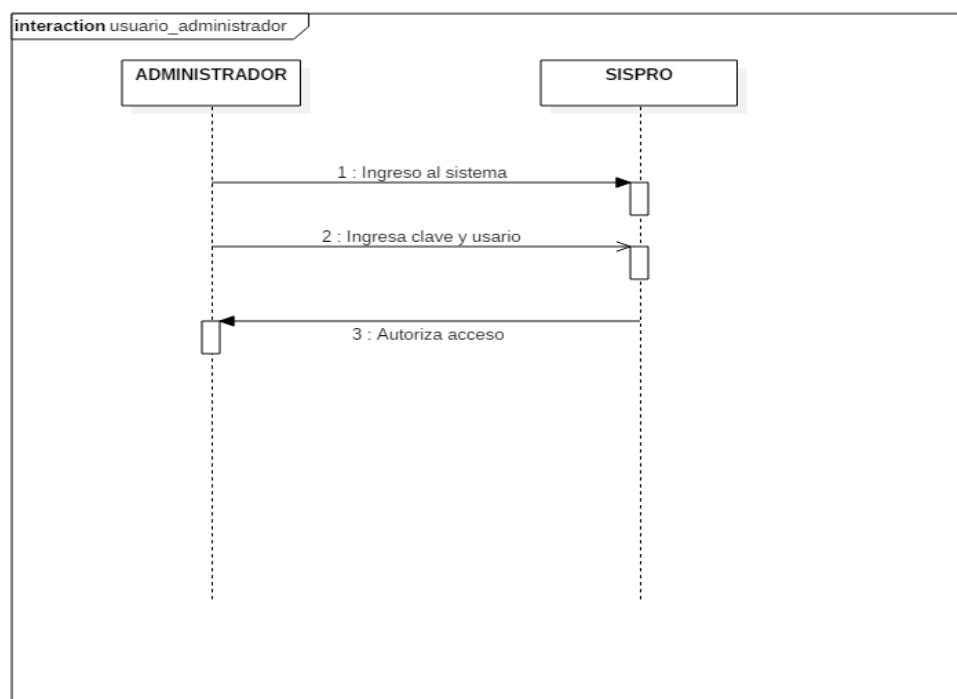 interaction usuario_administrador
ADMINISTRADOR
SISPRO
1 : Ingreso al sistema
2 : Ingresa clave y usario
3 : Autoriza acceso